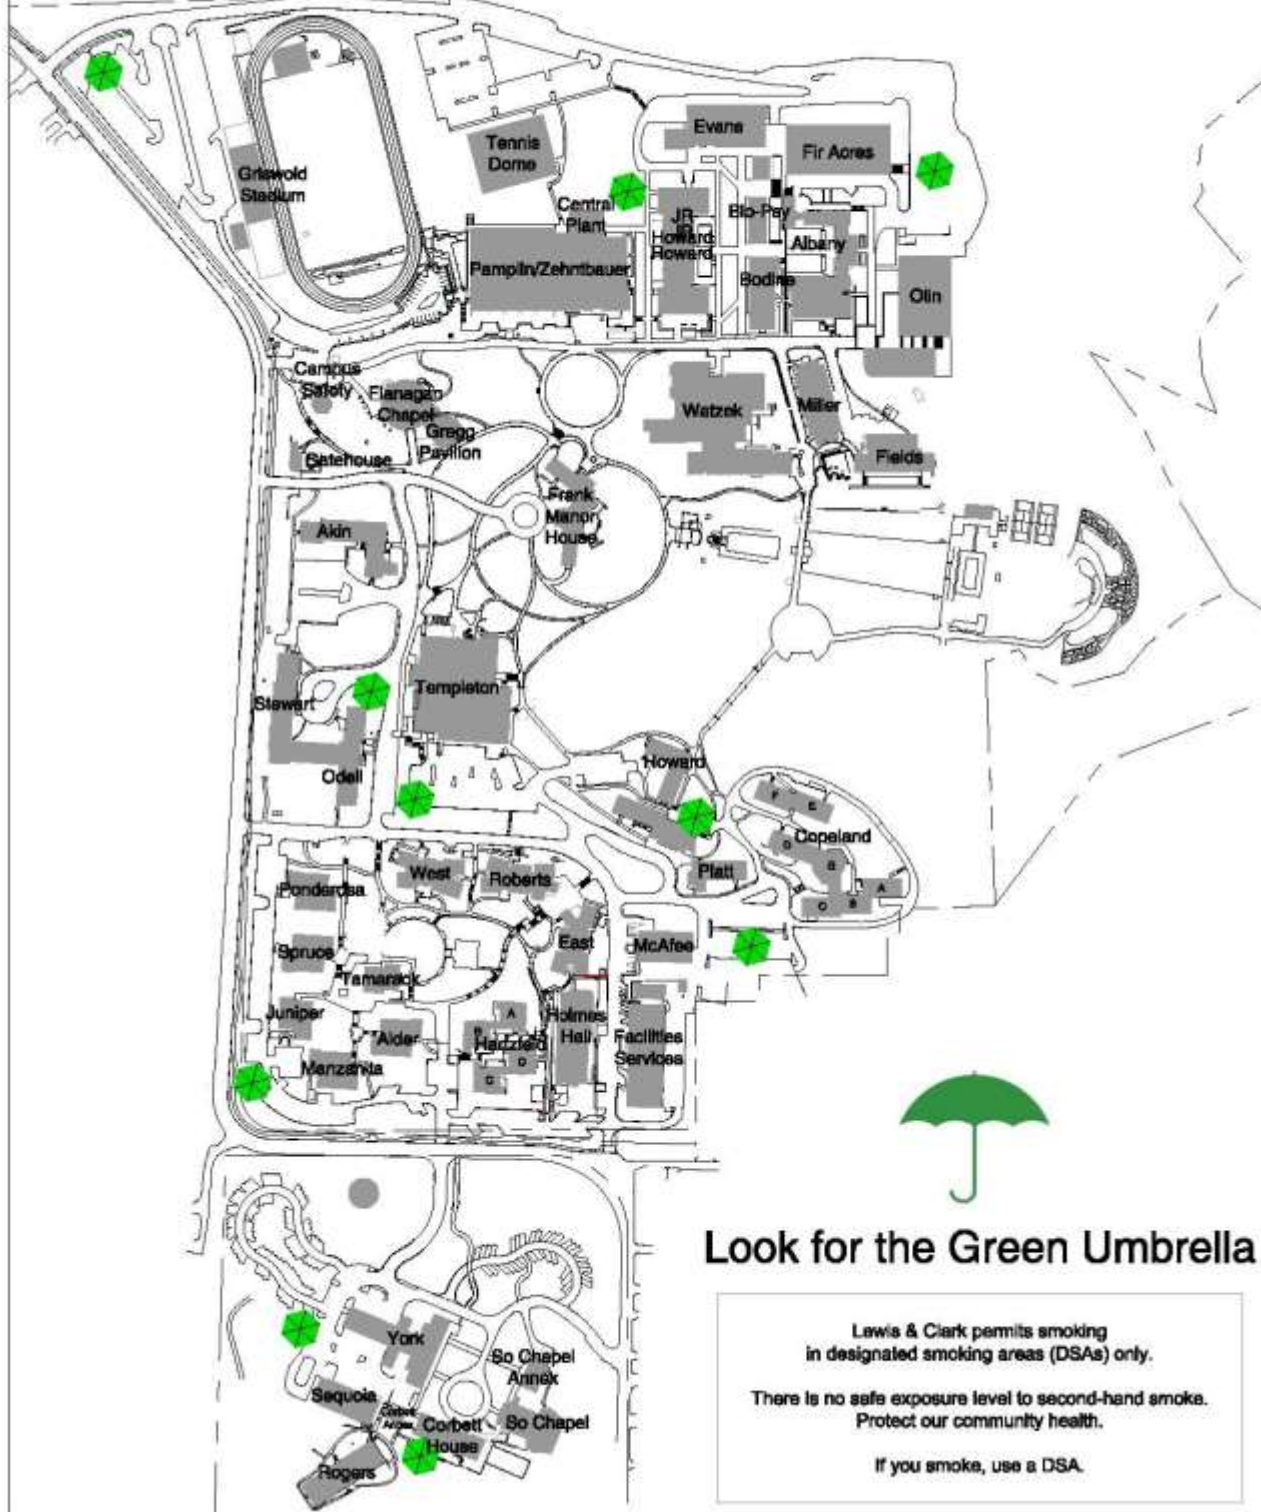 Evans
Fir Acres
Tennis
Dome
Griswold
Stadium
Central
Plant
JR
Howard
Howard
Bio-Psy
Albany
Pamplin/Zehntbauer
Bodine
Olin
Campus
Safety
Flanagan
Chapel
Gregg
Pavilion
Gatehouse
Watzek
Miller
Fields
Frank
Manor
House
Akin
Stewart
Templeton
Odell
Howard
F
E
Copeland
D
B
A
C
B
Platt
West
Roberts
Ponderosa
East
McAfee
Spruce
Tamarack
Juniper
Alder
Manzanita
A
B
Hartzfeld
D
C
Holmes
Hall
Facilities
Services
Look for the Green Umbrella
Lewis & Clark permits smoking
in designated smoking areas (DSAs) only.
There is no safe exposure level to second-hand smoke.
Protect our community health.
If you smoke, use a DSA.
York
So Chapel
Annex
Sequoia
Corbett
Annex
Corbett
House
So Chapel
Rogers